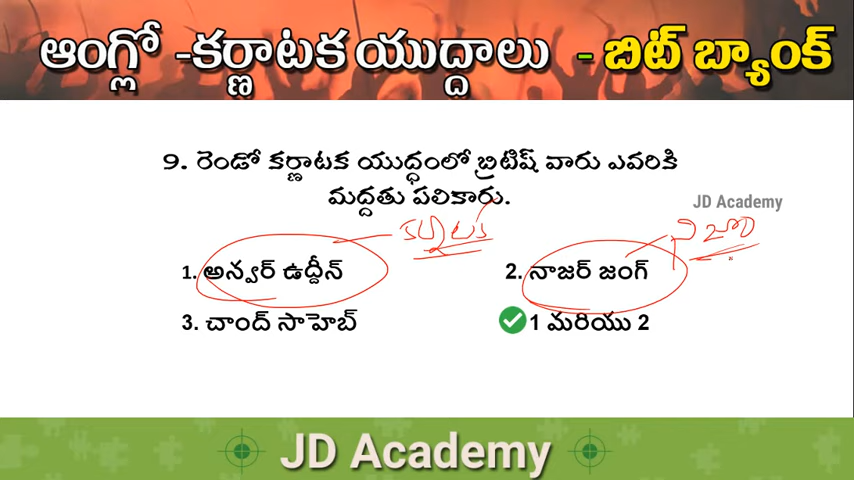 ఆంగ్లో -కర్ణాటక యుద్దాలు - బిట్ బ్యాంక్
9. రెండో కర్ణాటక యుద్ధంలో బ్రిటిష్ వారు ఎవరికి
మద్దతు పలికారు.
JD Academy
1. అన్వర్ ఉద్దీన్
2. నాజర్ జంగ్
3. చాంద్ సాహెబ్
1 మరియు 2
JD Academy